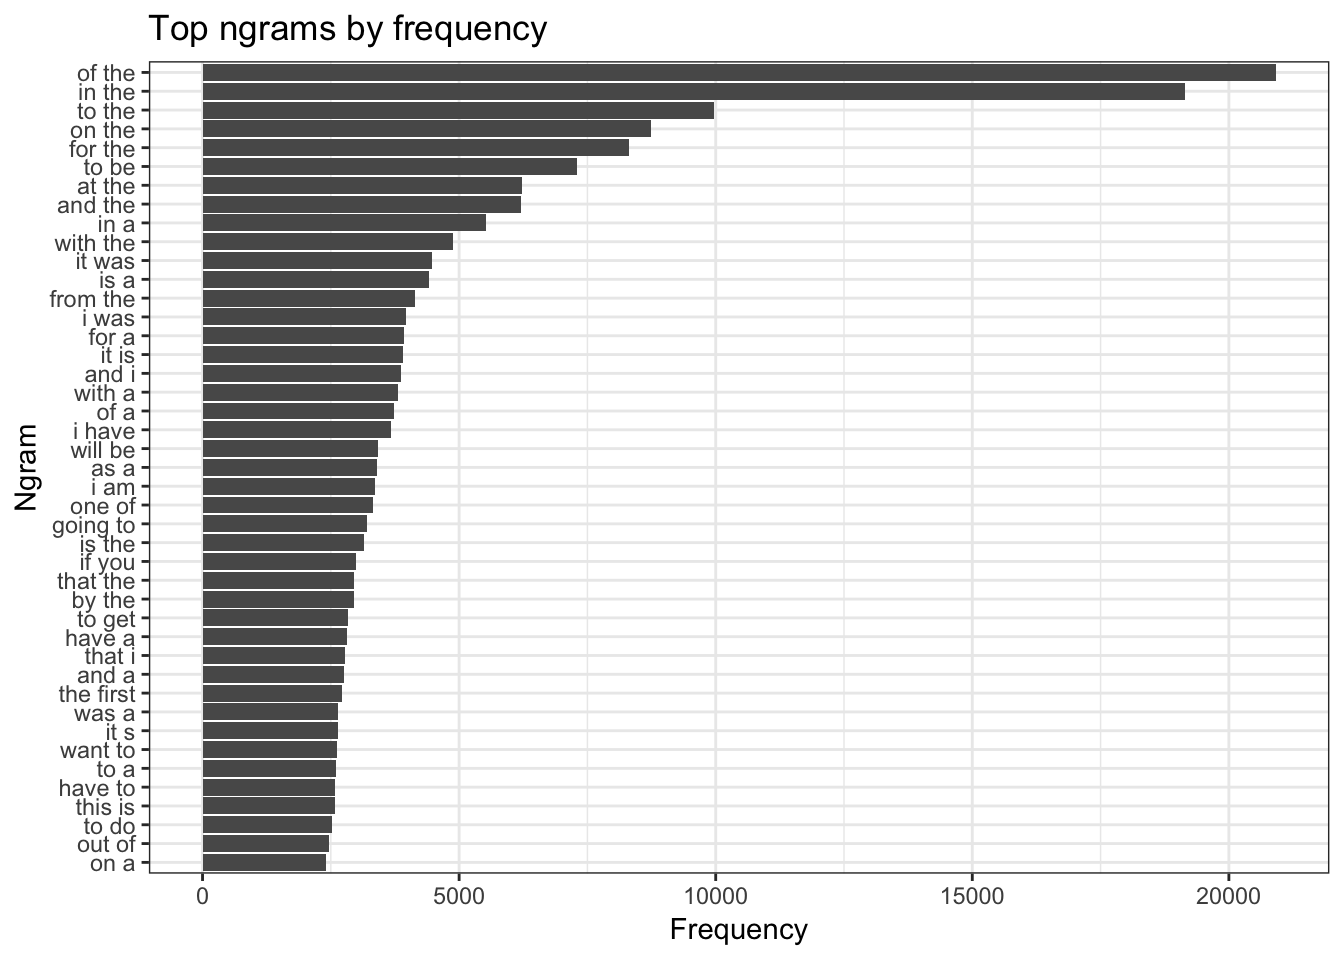 Top ngrams by frequency
of the
in the
to the
on the
for the
to be
at the
and the
in a
with the
it was
is a
from the
i was
for a
it is
and i
with a
of a
i have
will be
as a
i am
one of
going to
is the
if you
that the
by the
to get
have a
that i
and a
the first
was a
it s
want to
to a
have to
this is
to do
out of
on a
Ngram
0 5000 10000 15000 20000
Frequency